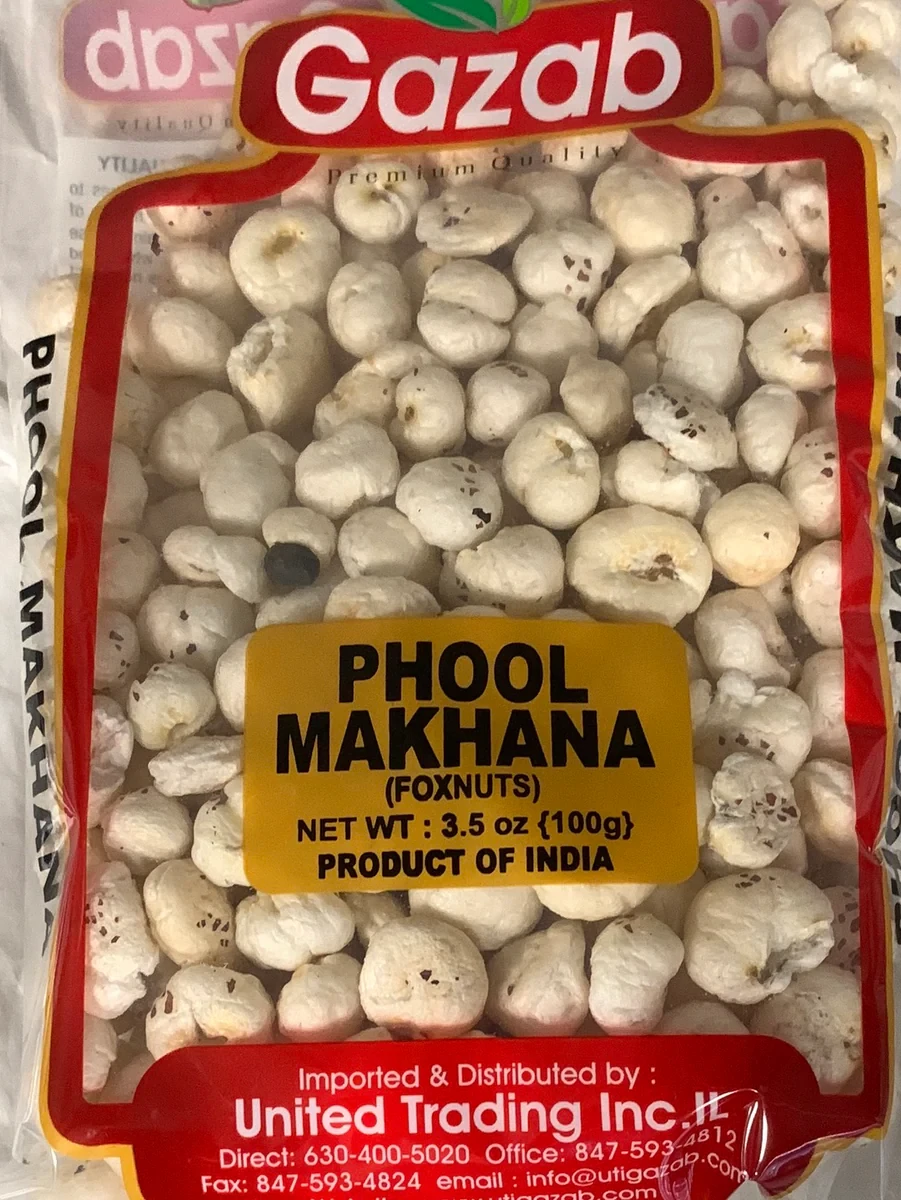 Gazab
Premium Quality
PHOOL MAKHANA
PHOOL
MAKHANA
(FOXNUTS)
NET WT : 3.5 oz {100g}
PRODUCT OF INDIA
Imported & Distributed by :
United Trading Inc.IL
Direct: 630-400-5020 Office: 847-593-4812
Fax: 847-593-4824 email : info@utigazab.com